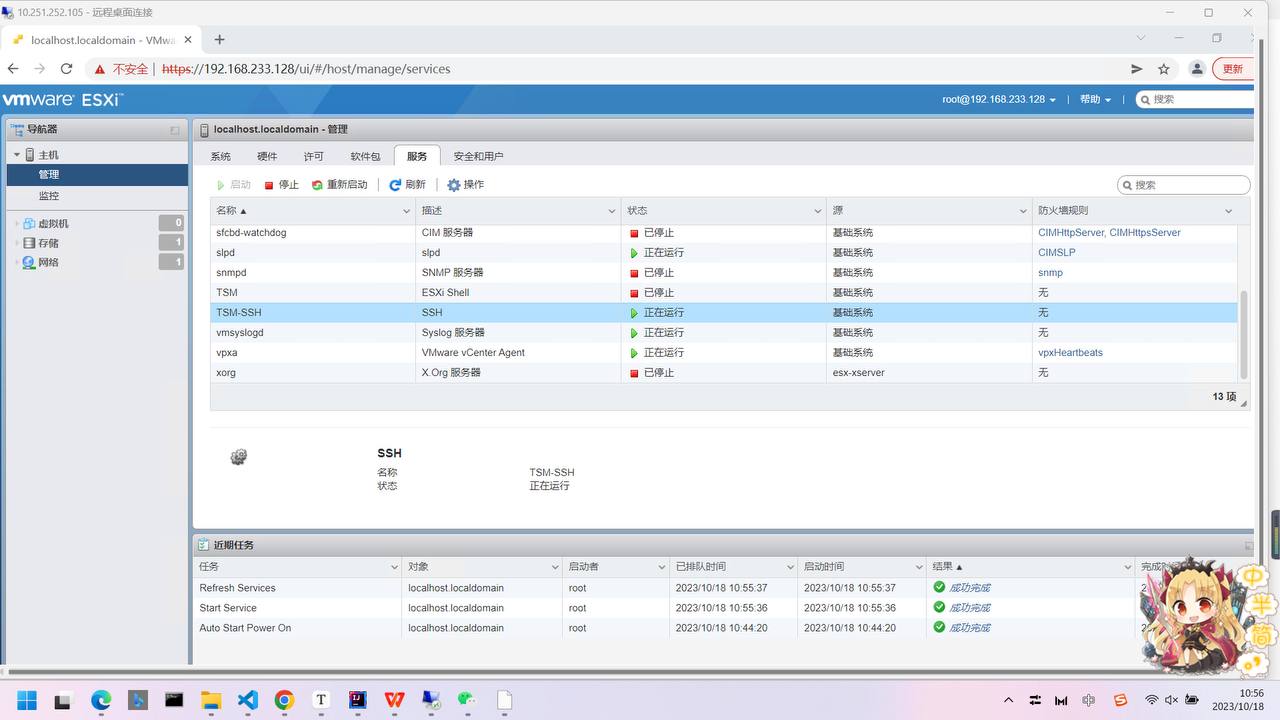 10.251.252.105 - 远程桌面连接
localhost.localdomain - VMwa
不安全 | https://192.168.233.128/ui/#/host/manage/services
更新
vmware ESXi™
root@192.168.233.128 | 帮助 | 搜索
导航器
主机
管理
监控
虚拟机 0
存储 1
网络 1
localhost.localdomain - 管理
系统 硬件 许可 软件包 服务 安全和用户
启动 停止 重新启动 | 刷新 | 操作 搜索
名称 描述 状态 源 防火墙规则
sfcbd-watchdog CIM 服务器 已停止 基础系统 CIMHttpServer, CIMHttpsServer
slpd slpd 正在运行 基础系统 CIMSLP
snmpd SNMP 服务器 已停止 基础系统 snmp
TSM ESXi Shell 已停止 基础系统 无
TSM-SSH SSH 正在运行 基础系统 无
vmsyslogd Syslog 服务器 正在运行 基础系统 无
vpxa VMware vCenter Agent 正在运行 基础系统 vpxHeartbeats
xorg X.Org 服务器 已停止 esx-xserver 无
13 项
SSH
名称 TSM-SSH
状态 正在运行
近期任务
任务 对象 启动者 已排队时间 启动时间 结果 完成时
Refresh Services localhost.localdomain root 2023/10/18 10:55:37 2023/10/18 10:55:37 成功完成
Start Service localhost.localdomain root 2023/10/18 10:55:36 2023/10/18 10:55:36 成功完成
Auto Start Power On localhost.localdomain root 2023/10/18 10:44:20 2023/10/18 10:44:20 成功完成
中
半
简
10:56
2023/10/18